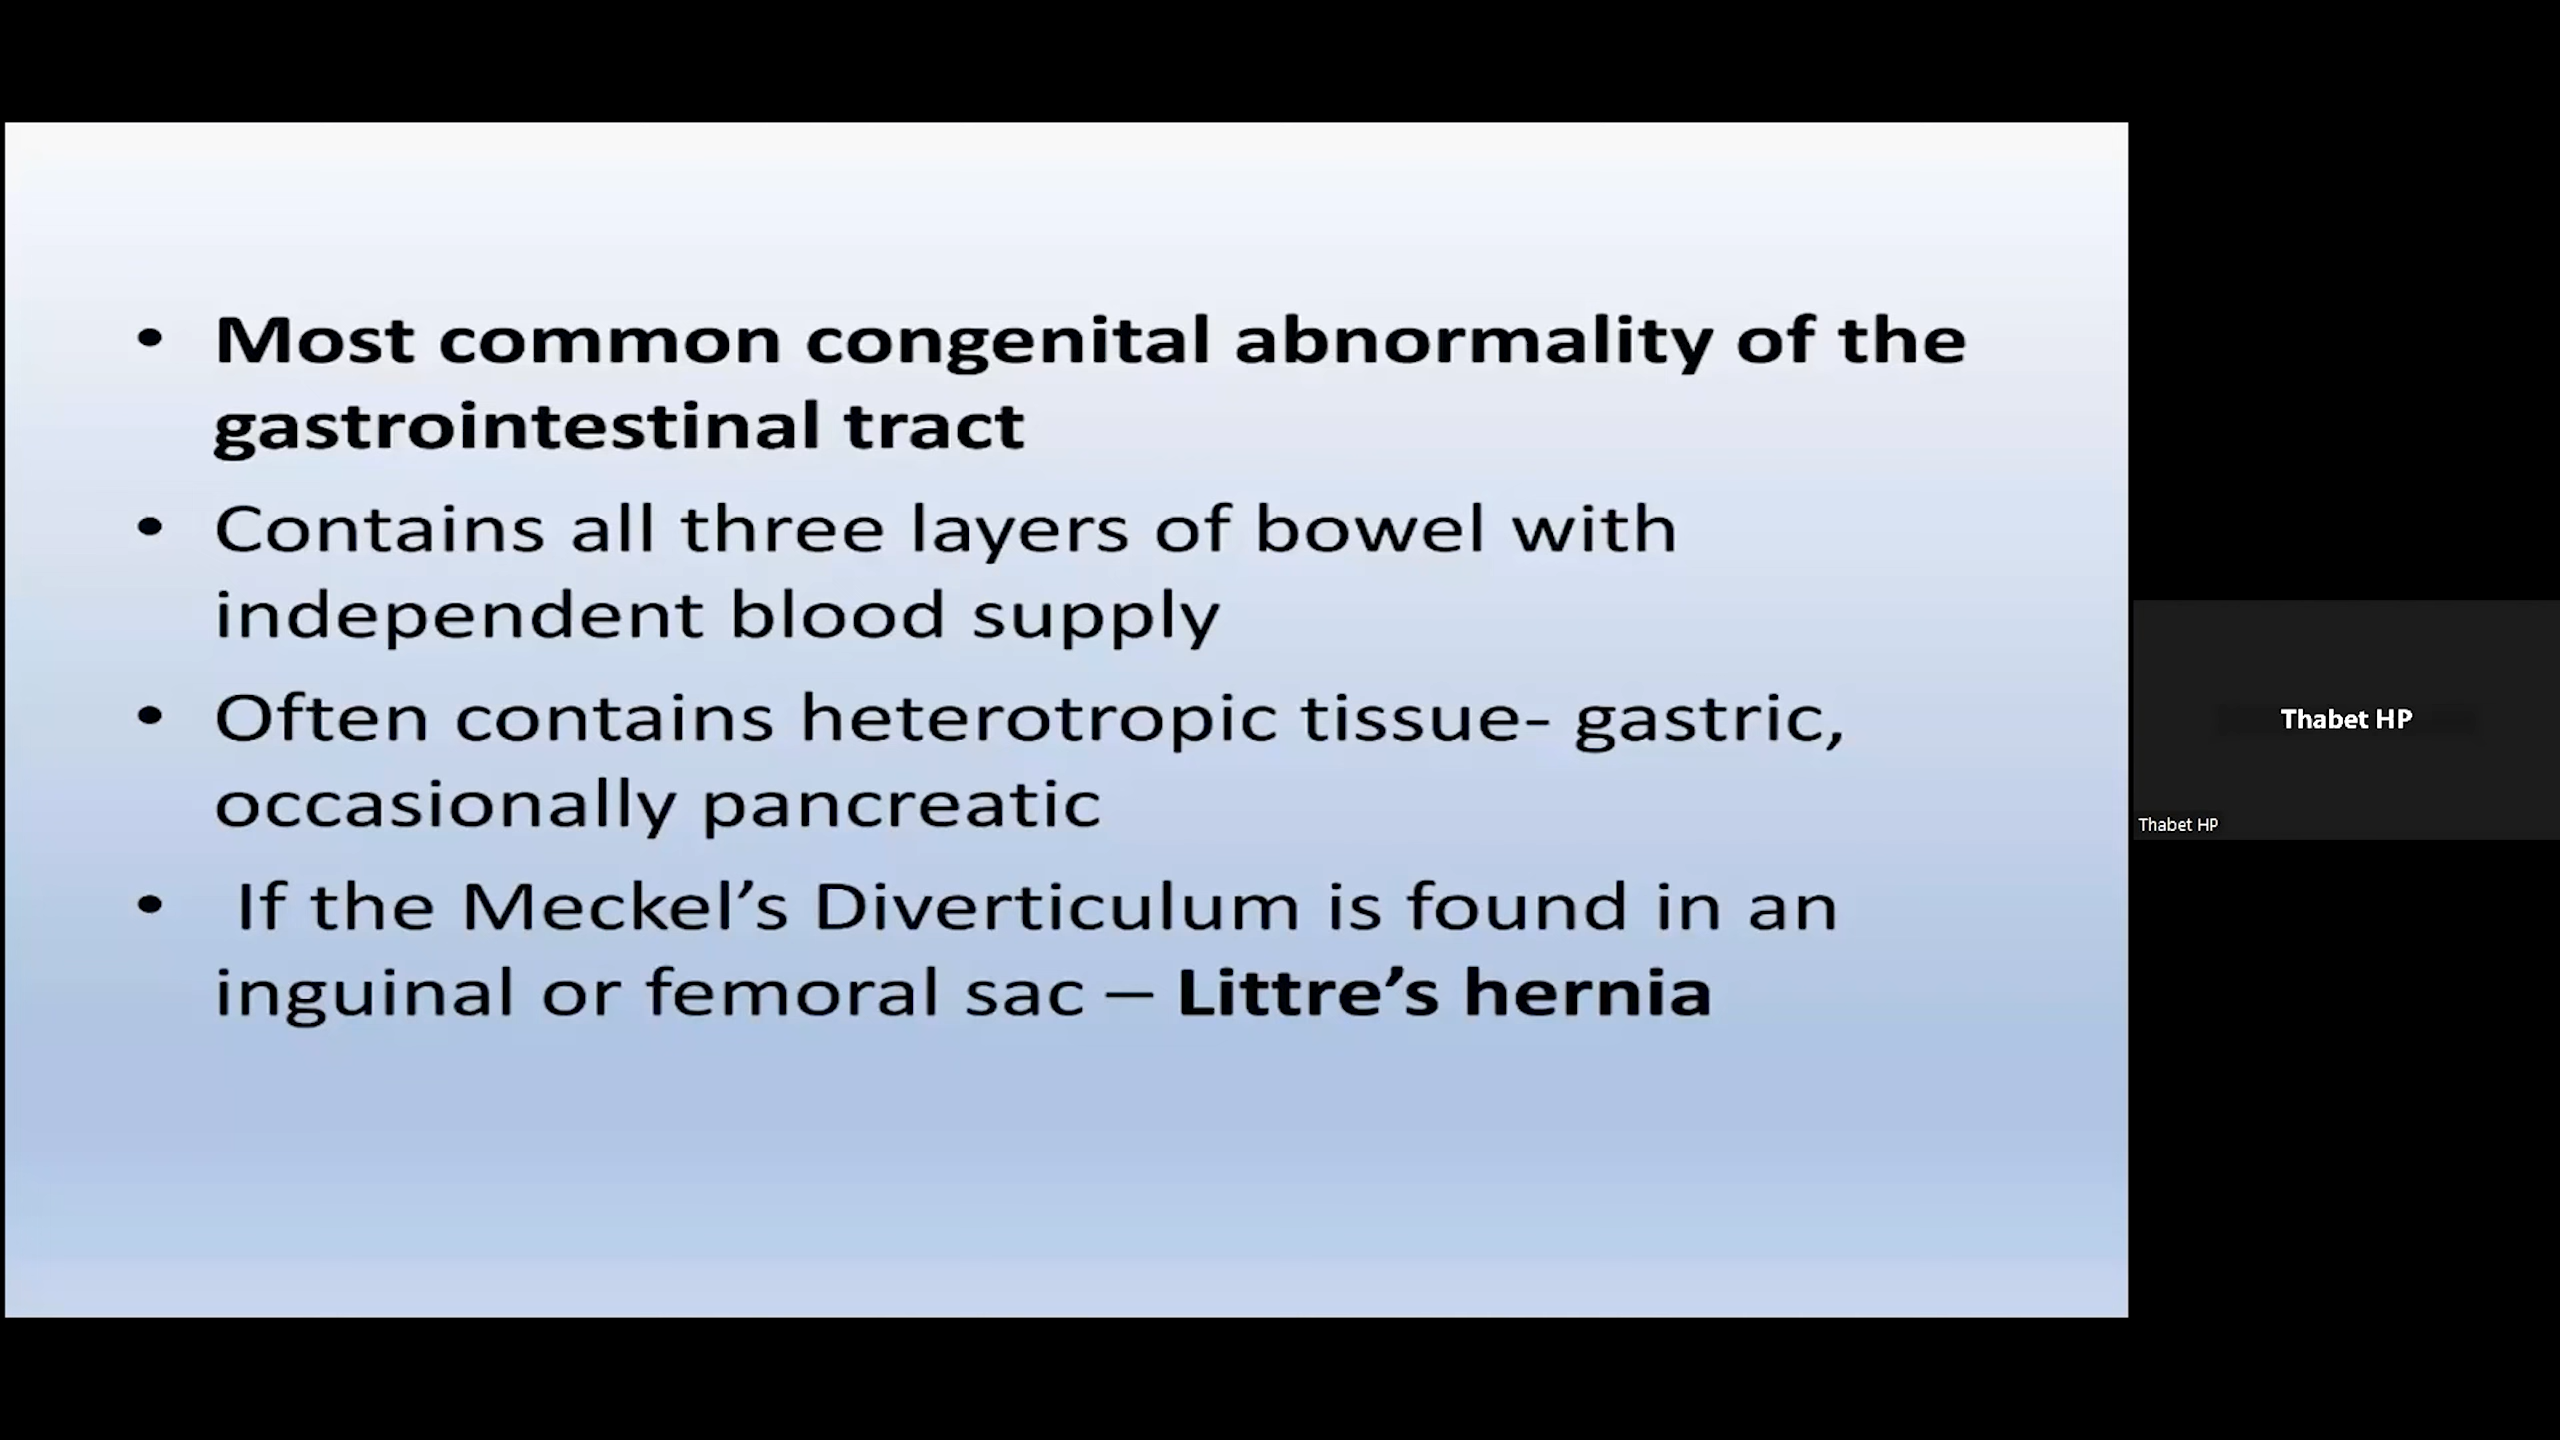 • Most common congenital abnormality of the
gastrointestinal tract
• Contains all three layers of bowel with
independent blood supply
• Often contains heterotropic tissue- gastric,
occasionally pancreatic
• If the Meckel’s Diverticulum is found in an
inguinal or femoral sac – Littre’s hernia
Thabet HP
Thabet HP